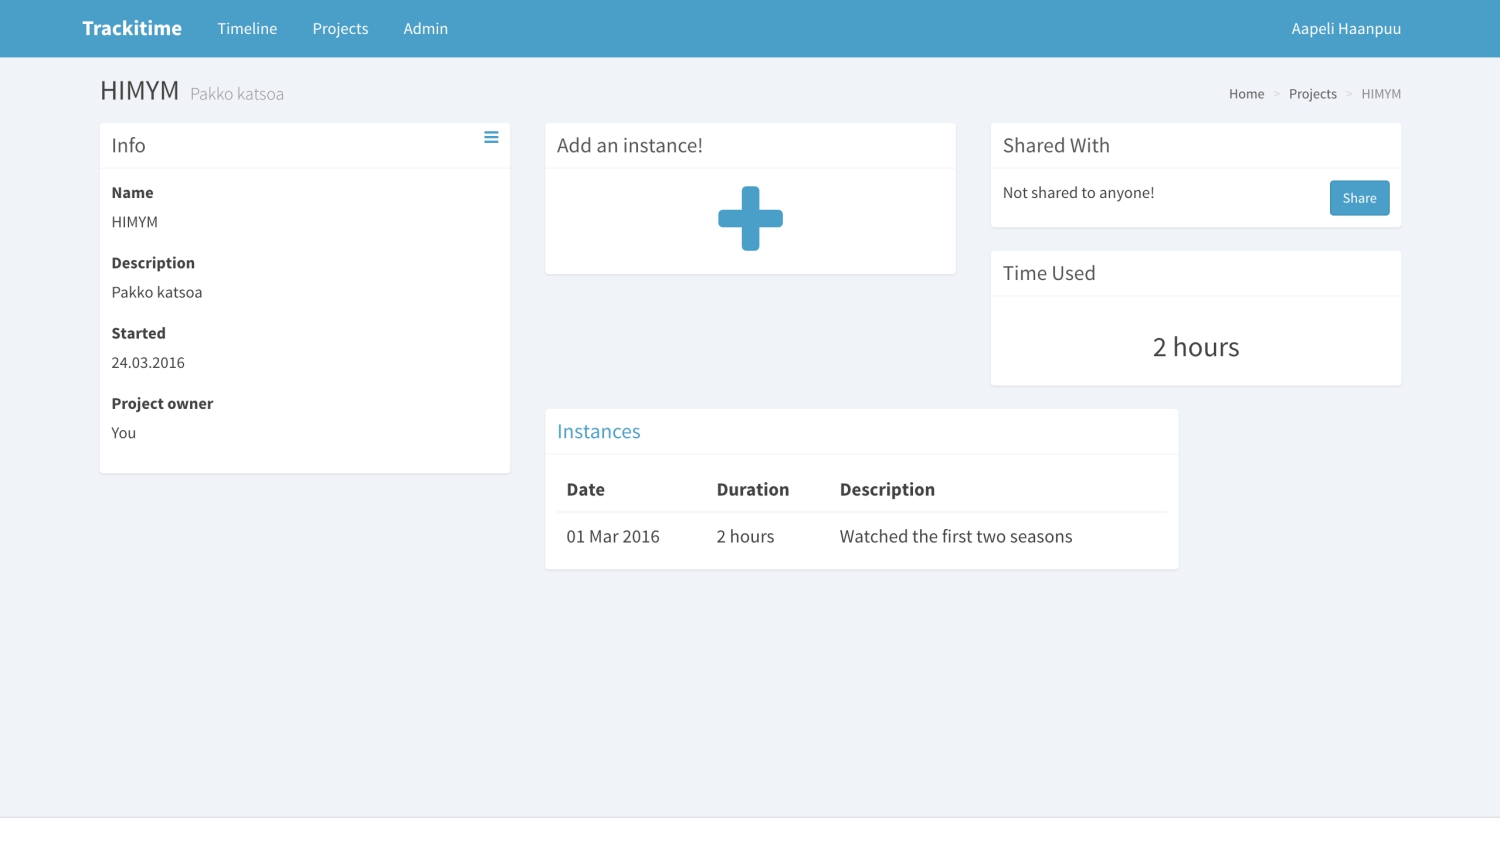 Trackitime Timeline Projects Admin Aapeli Haanpuu
HIMYM Pakko katsoa
Home > Projects > HIMYM
Info
Name
HIMYM
Description
Pakko katsoa
Started
24.03.2016
Project owner
You
Add an instance!
Shared With
Not shared to anyone! Share
Time Used
2 hours
Instances
Date Duration Description
01 Mar 2016 2 hours Watched the first two seasons